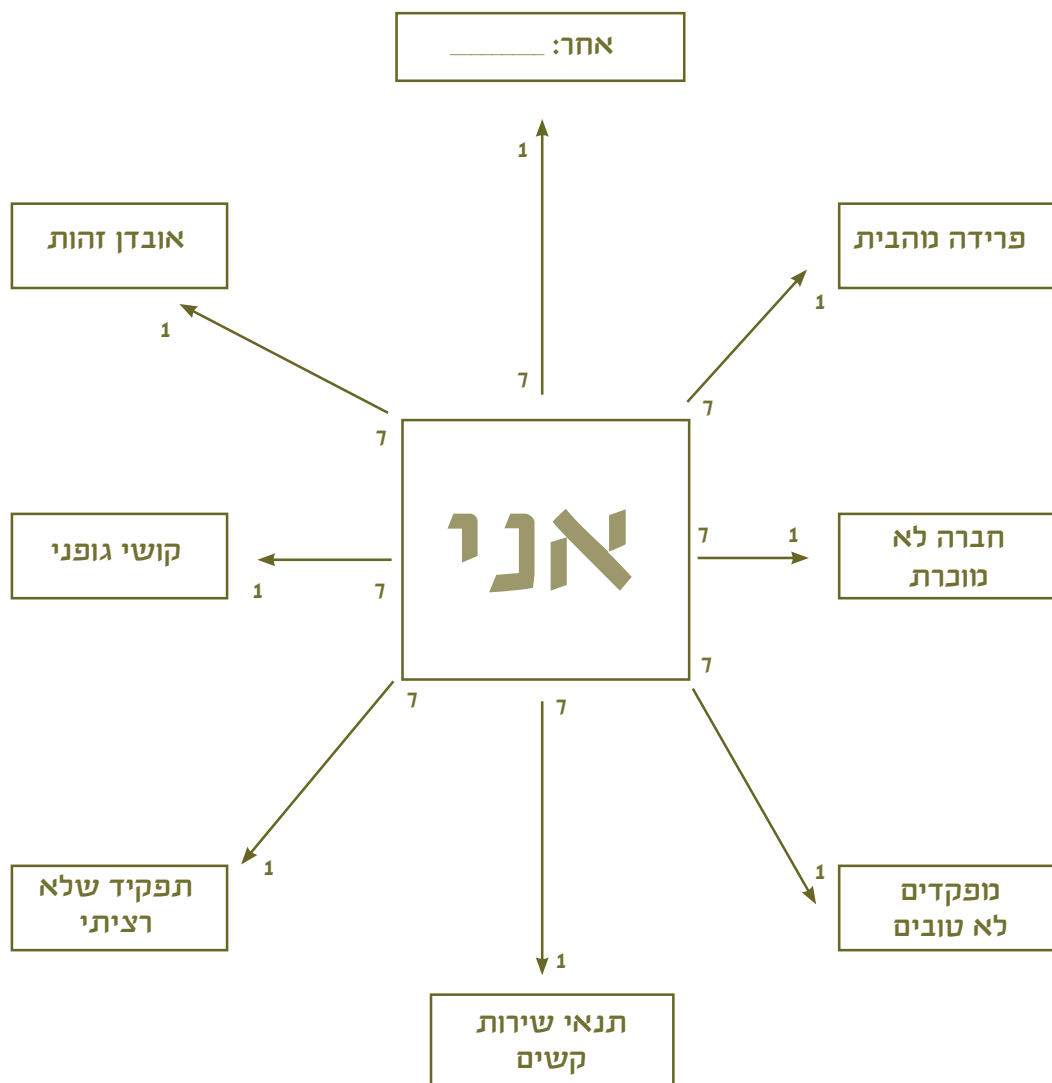 אחר: ________
1
אובדן זהות
פרידה מהבית
1
1
7
7
7
אני
קושי גופני
חברה לא
מוכרת
7
1
1
7
7
7
7
1
1
תפקיד שלא
רציתי
מפקדים
לא טובים
1
תנאי שירות
קשים